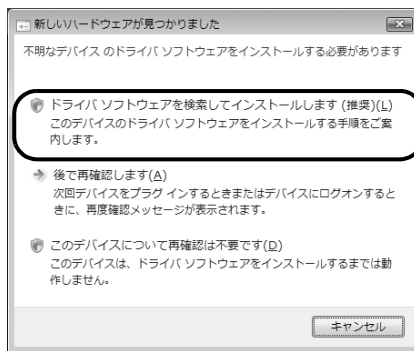 新しいハードウェアが見つかりました
不明なデバイス のドライバ ソフトウェアをインストールする必要があります
ドライバ ソフトウェアを検索してインストールします (推奨)(L)
このデバイスのドライバ ソフトウェアをインストールする手順をご案
内します。
後で再確認します(A)
次回デバイスをプラグ インするときまたはデバイスにログオンすると
きに、再度確認メッセージが表示されます。
このデバイスについて再確認は不要です(D)
このデバイスは、ドライバ ソフトウェアをインストールするまでは動
作しません。
キャンセル